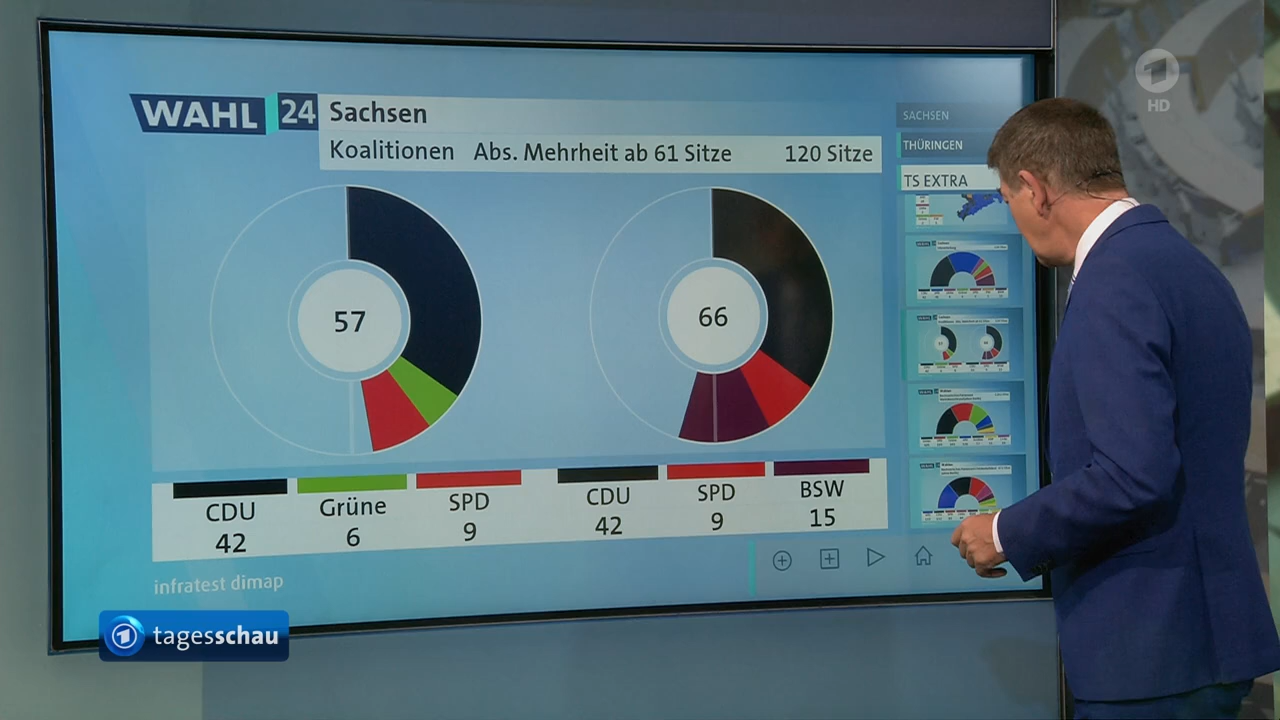 WAHL 24
Sachsen
Koalitionen Abs. Mehrheit ab 61 Sitze 120 Sitze
57
66
CDU
42
Grüne
6
SPD
9
CDU
42
SPD
9
BSW
15
infratest dimap
SACHSEN
THÜRINGEN
TS EXTRA
1
HD
tagesschau